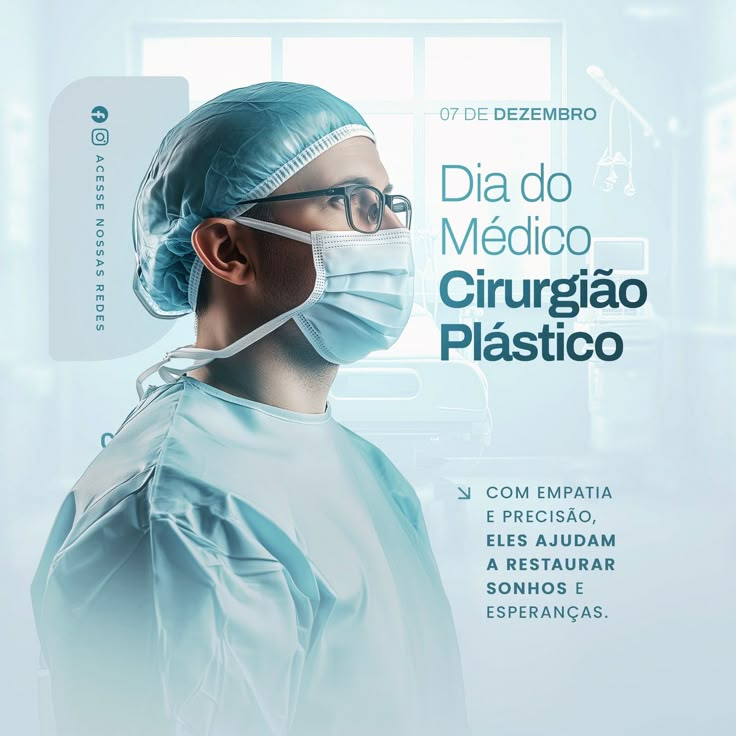 ACESSE NOSSAS REDES
07 DE DEZEMBRO
Dia do
Médico
Cirurgião
Plástico
COM EMPATIA
E PRECISÃO,
ELES AJUDAM
A RESTAURAR
SONHOS E
ESPERANÇAS.